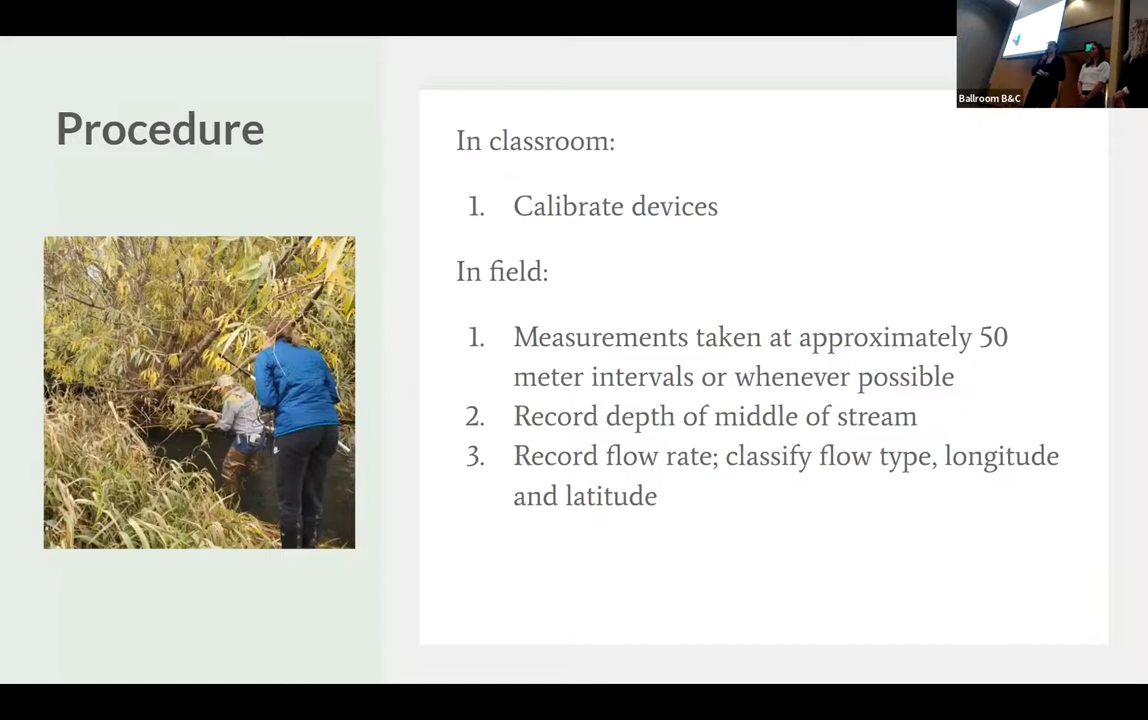 Procedure
In classroom:
1. Calibrate devices
In field:
1. Measurements taken at approximately 50
meter intervals or whenever possible
2. Record depth of middle of stream
3. Record flow rate; classify flow type, longitude
and latitude
Ballroom B&C